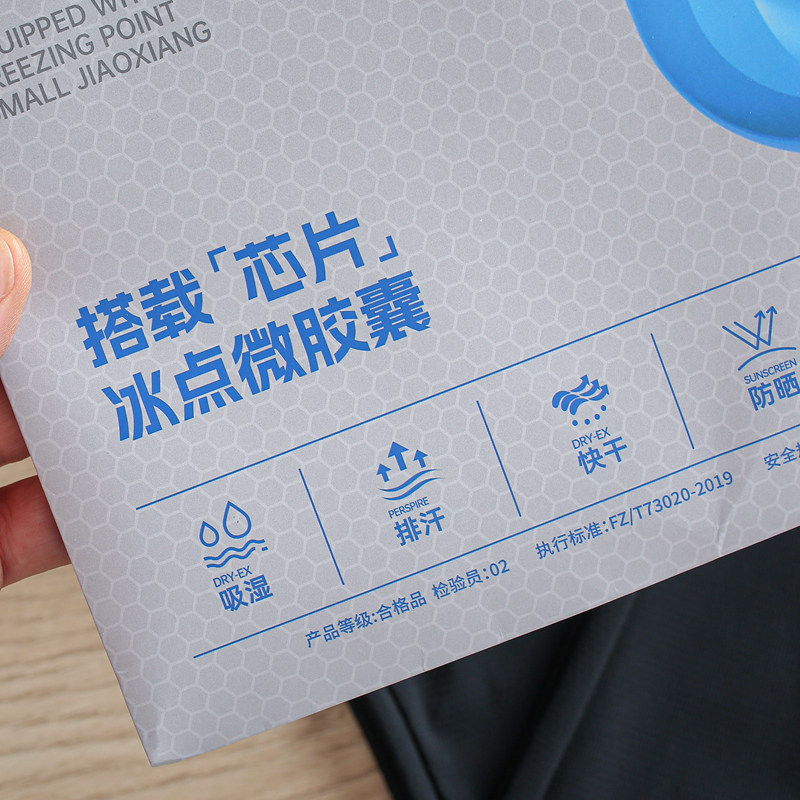 UIPPED WI
REEZING POINT
MALL JIAOXIANG
搭载「芯片」
冰点微胶囊
DRY-EX
吸湿
PERSPIRE
排汗
DRY-EX
快干
SUNSCREEN
防晒
产品等级:合格品 检验员:02
执行标准:FZ/T73020-2019
安全